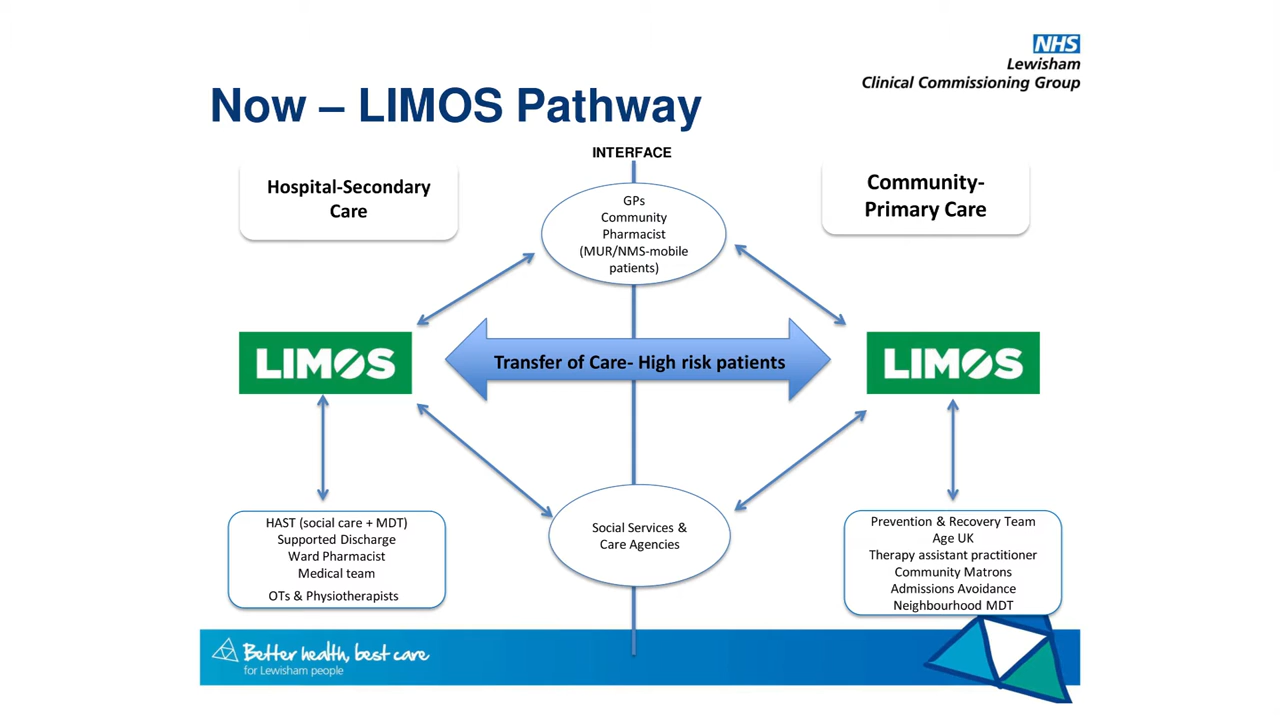 NHS
Lewisham
Clinical Commissioning Group
Now – LIMOS Pathway
INTERFACE
Hospital-Secondary
Care
Community-
Primary Care
GPs
Community
Pharmacist
(MUR/NMS-mobile
patients)
LIMOS
Transfer of Care- High risk patients
LIMOS
HAST (social care + MDT)
Supported Discharge
Ward Pharmacist
Medical team
OTs & Physiotherapists
Social Services &
Care Agencies
Prevention & Recovery Team
Age UK
Therapy assistant practitioner
Community Matrons
Admissions Avoidance
Neighbourhood MDT
Better health, best care
for Lewisham people